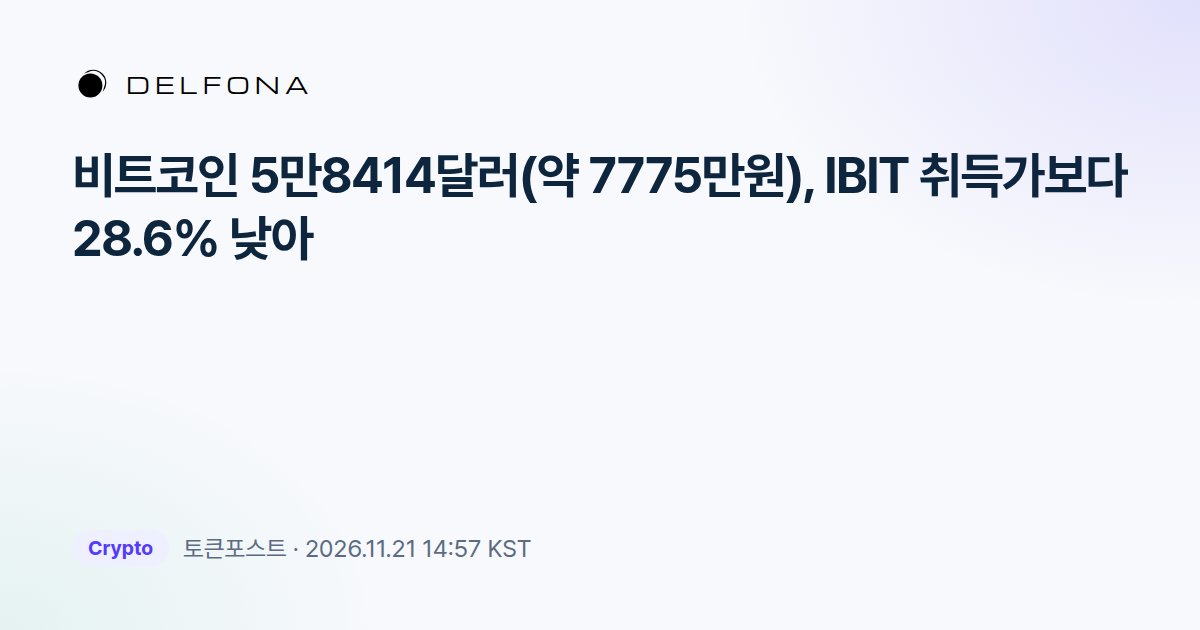 DELFONA
비트코인 5만8414달러(약 7775만원), IBIT 취득가보다
28.6% 낮아
Crypto 토큰포스트 · 2026.11.21 14:57 KST